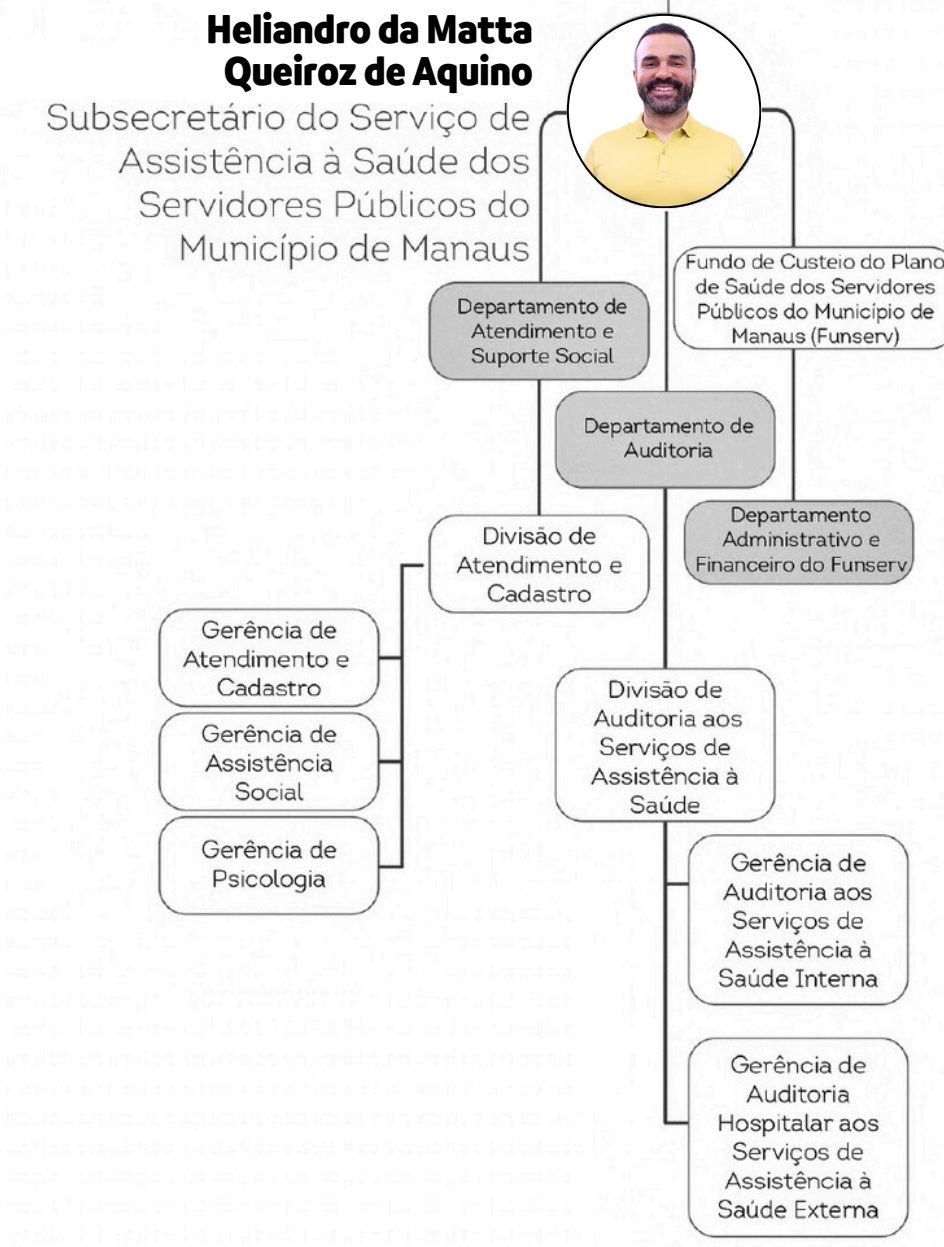 Heliandro da Matta
Queiroz de Aquino
Subsecretário do Serviço de
Assistência à Saúde dos
Servidores Públicos do
Município de Manaus
Fundo de Custeio do Plano
de Saúde dos Servidores
Públicos do Município de
Manaus (Funserv)
Departamento de
Atendimento e
Suporte Social
Departamento de
Auditoria
Departamento
Administrativo e
Financeiro do Funserv
Divisão de
Atendimento e
Cadastro
Gerência de
Atendimento e
Cadastro
Gerência de
Assistência
Social
Gerência de
Psicologia
Divisão de
Auditoria aos
Serviços de
Assistência à
Saúde
Gerência de
Auditoria aos
Serviços de
Assistência à
Saúde Interna
Gerência de
Auditoria
Hospitalar aos
Serviços de
Assistência à
Saúde Externa